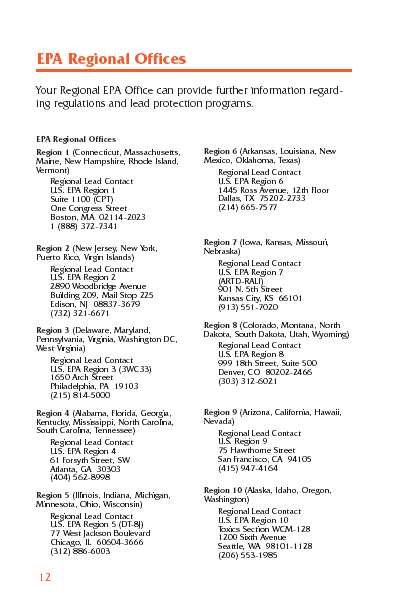 EPA Regional Offices
Your Regional EPA Office can provide further information regard-
ing regulations and lead protection programs.
EPA Regional Offices
Region 1 (Connecticut, Massachusetts,
Maine, New Hampshire, Rhode Island,
Vermont)
Regional Lead Contact
U.S. EPA Region 1
Suite 1100 (CPT)
One Congress Street
Boston, MA 02114-2023
1 (888) 372-7341
Region 2 (New Jersey, New York,
Puerto Rico, Virgin Islands)
Regional Lead Contact
U.S. EPA Region 2
2890 Woodbridge Avenue
Building 209, Mail Stop 225
Edison, NJ 08837-3679
(732) 321-6671
Region 3 (Delaware, Maryland,
Pennsylvania, Virginia, Washington DC,
West Virginia)
Regional Lead Contact
U.S. EPA Region 3 (3WC33)
1650 Arch Street
Philadelphia, PA 19103
(215) 814-5000
Region 4 (Alabama, Florida, Georgia,
Kentucky, Mississippi, North Carolina,
South Carolina, Tennessee)
Regional Lead Contact
U.S. EPA Region 4
61 Forsyth Street, SW
Atlanta, GA 30303
(404) 562-8998
Region 5 (Illinois, Indiana, Michigan,
Minnesota, Ohio, Wisconsin)
Regional Lead Contact
U.S. EPA Region 5 (DT-8J)
77 West Jackson Boulevard
Chicago, IL 60604-3666
(312) 886-6003
Region 6 (Arkansas, Louisiana, New
Mexico, Oklahoma, Texas)
Regional Lead Contact
U.S. EPA Region 6
1445 Ross Avenue, 12th Floor
Dallas, TX 75202-2733
(214) 665-7577
Region 7 (Iowa, Kansas, Missouri,
Nebraska)
Regional Lead Contact
U.S. EPA Region 7
(ARTD-RALI)
901 N. 5th Street
Kansas City, KS 66101
(913) 551-7020
Region 8 (Colorado, Montana, North
Dakota, South Dakota, Utah, Wyoming)
Regional Lead Contact
U.S. EPA Region 8
999 18th Street, Suite 500
Denver, CO 80202-2466
(303) 312-6021
Region 9 (Arizona, California, Hawaii,
Nevada)
Regional Lead Contact
U.S. Region 9
75 Hawthorne Street
San Francisco, CA 94105
(415) 947-4164
Region 10 (Alaska, Idaho, Oregon,
Washington)
Regional Lead Contact
U.S. EPA Region 10
Toxics Section WCM-128
1200 Sixth Avenue
Seattle, WA 98101-1128
(206) 553-1985
12